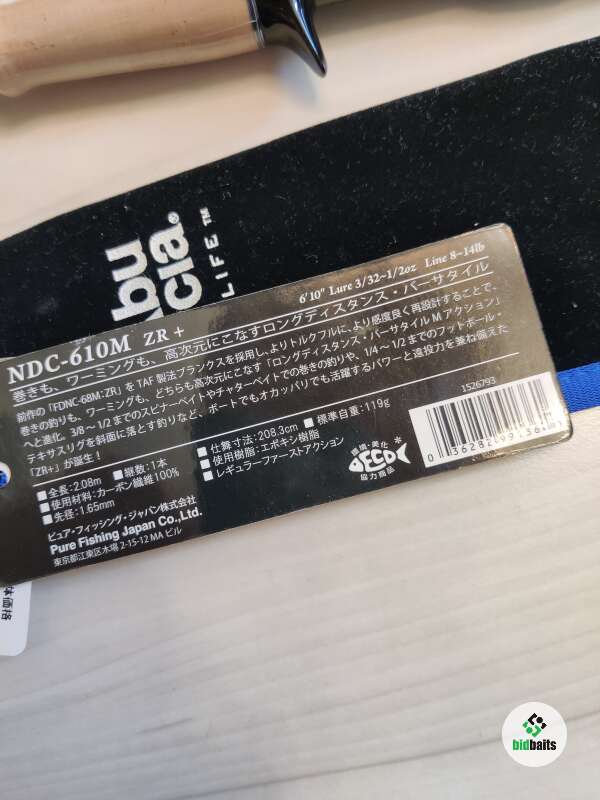 bu
cia®
LIFE™
NDC-610M ZR+
6'10" Lure 3/32~1/2oz Line 8~14lb
巻きも、ワーミングも、高次元にこなすロングディスタンス・バーサタイル
前作の「FDNC-68M:ZR」を「AF製法ブランクスを採用し、よりトルクフルに、より感度良く再設計することで、
巻きの釣りも、ワーミングも、どちらも高次元にこなす「ロングディスタンス・バーサタイル M アクション」
へと進化。3/8~1/2までのスピナーベイトやチャターベイトでの巻きの釣りや、1/4~1/2までのフットボール・
テキサスリグを斜面に落とす釣りなど、ボートでもオカッパリでも活躍するパワーと遠投力を兼ね備えた
「ZR+」が誕生!
■全長:2.08m ■継数:1本 ■仕舞寸法:208.3cm ■標準自重:119g
■使用材料:カーボン繊維100% ■使用樹脂:エポキシ樹脂
■先径:1.65mm ■レギュラーファーストアクション
ピュア・フィッシング・ジャパン株式会社
Pure Fishing Japan Co.,Ltd.
東京都江東区木場 2-15-12 MA ビル
環境・美化
DECO
協力商品
1526793
体価格
bidbaits